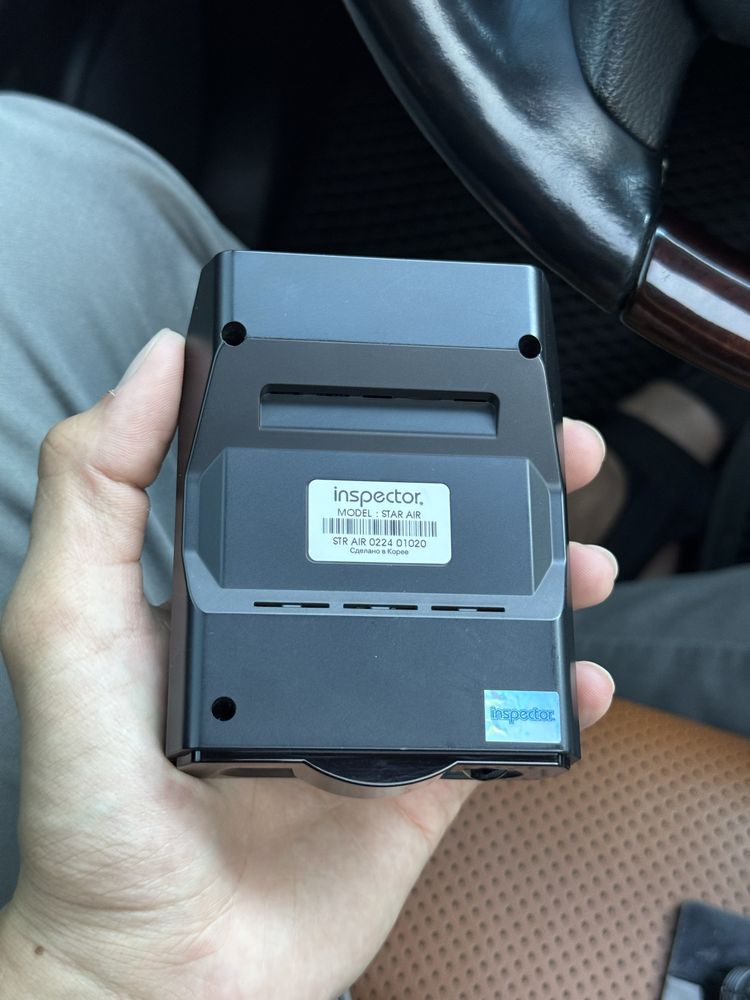 inspector®
MODEL : STAR AIR
STR AIR 0224 01020
Сделано в Корее
inspector